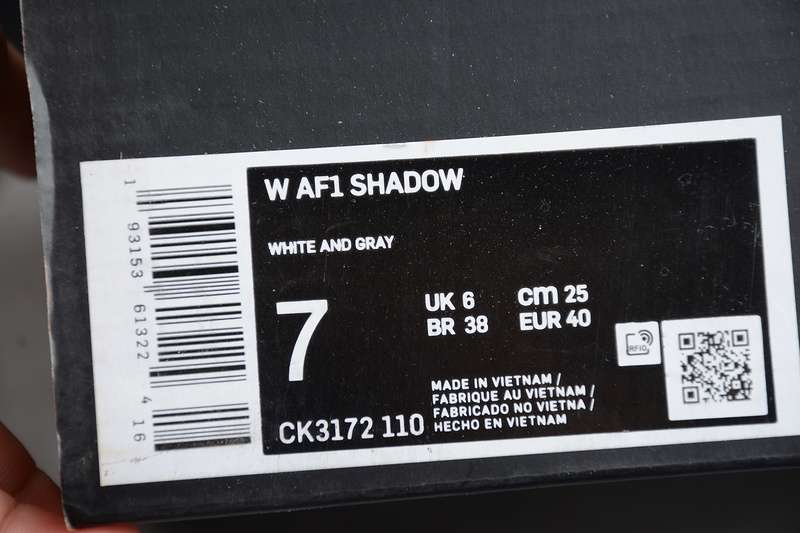 W AF1 SHADOW
WHITE AND GRAY
7
UK 6 cm 25
BR 38 EUR 40
MADE IN VIETNAM /
FABRIQUE AU VIETNAM /
FABRICADO NO VIETNA /
HECHO EN VIETNAM
CK3172 110
RFID
1 93153 61322 4 16